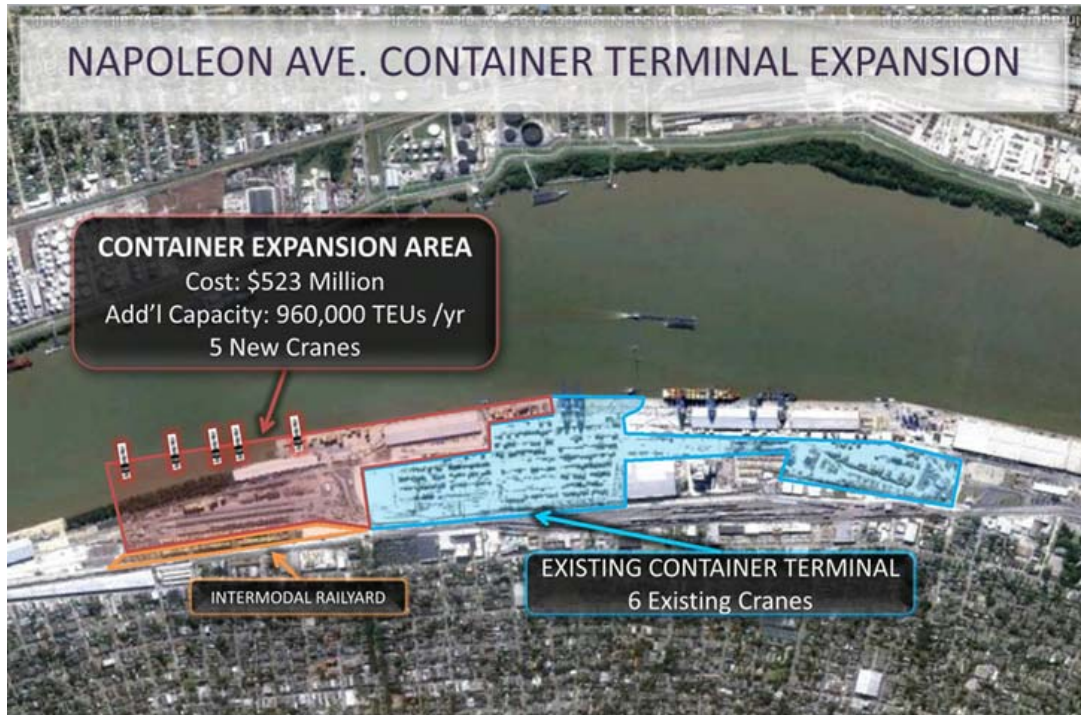 NAPOLEON AVE. CONTAINER TERMINAL EXPANSION
CONTAINER EXPANSION AREA
Cost: $523 Million
Add'l Capacity: 960,000 TEUs /yr
5 New Cranes
INTERMODAL RAILYARD
EXISTING CONTAINER TERMINAL
6 Existing Cranes